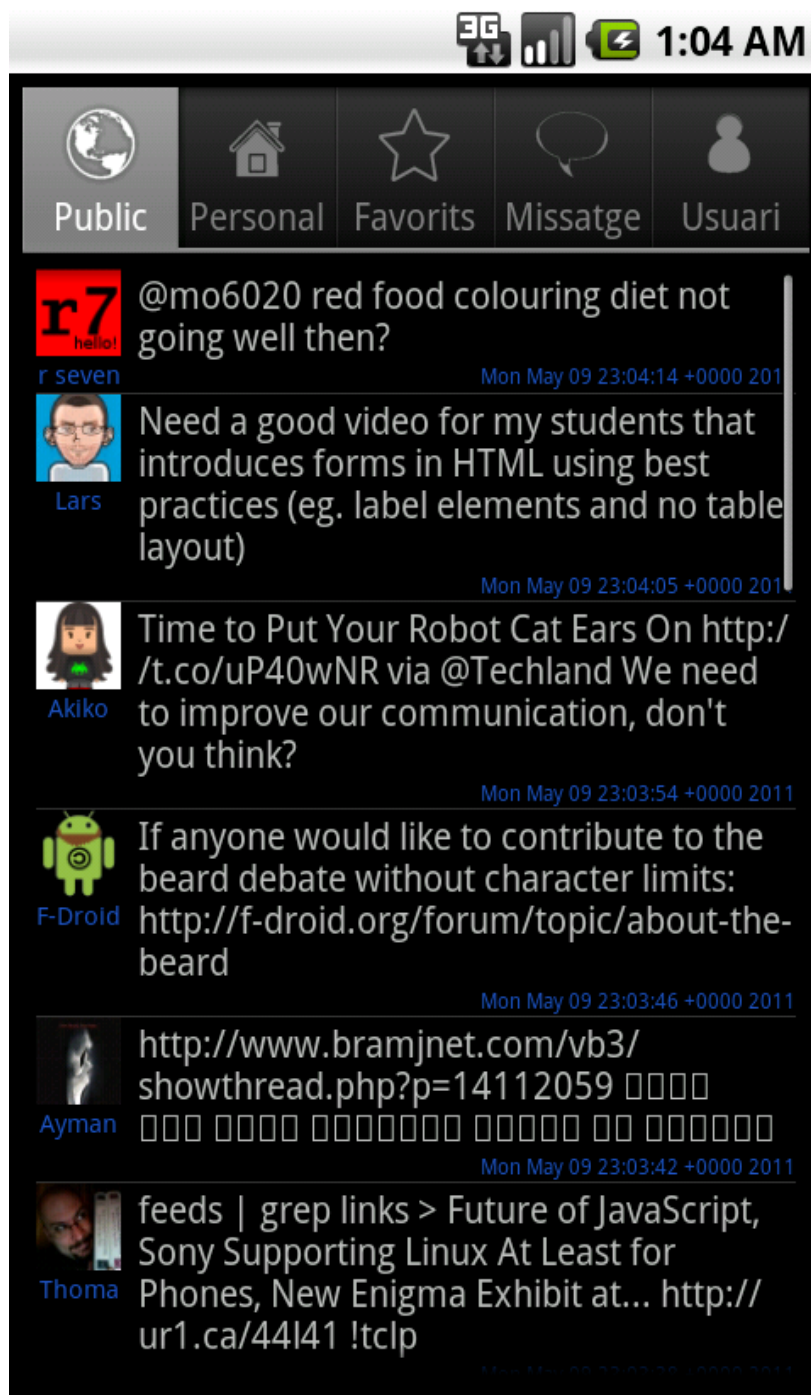 3G 1:04 AM
Public Personal Favorits Missatge Usuari
r7
hello!
@mo6020 red food colouring diet not
going well then?
r seven
Mon May 09 23:04:14 +0000 201
Need a good video for my students that
introduces forms in HTML using best
practices (eg. label elements and no table
layout)
Lars
Mon May 09 23:04:05 +0000 201
Time to Put Your Robot Cat Ears On http:/
/t.co/uP40wNR via @Techland We need
to improve our communication, don't
you think?
Akiko
Mon May 09 23:03:54 +0000 2011
If anyone would like to contribute to the
beard debate without character limits:
http://f-droid.org/forum/topic/about-the-
beard
F-Droid
Mon May 09 23:03:46 +0000 2011
http://www.bramjnet.com/vb3/
showthread.php?p=14112059 ▯▯▯▯
▯▯▯ ▯▯▯▯ ▯▯▯▯▯▯▯ ▯▯▯▯▯ ▯▯ ▯▯▯▯▯▯
Ayman
Mon May 09 23:03:42 +0000 2011
feeds | grep links > Future of JavaScript,
Sony Supporting Linux At Least for
Phones, New Enigma Exhibit at... http://
ur1.ca/44l41 !tclp
Thoma